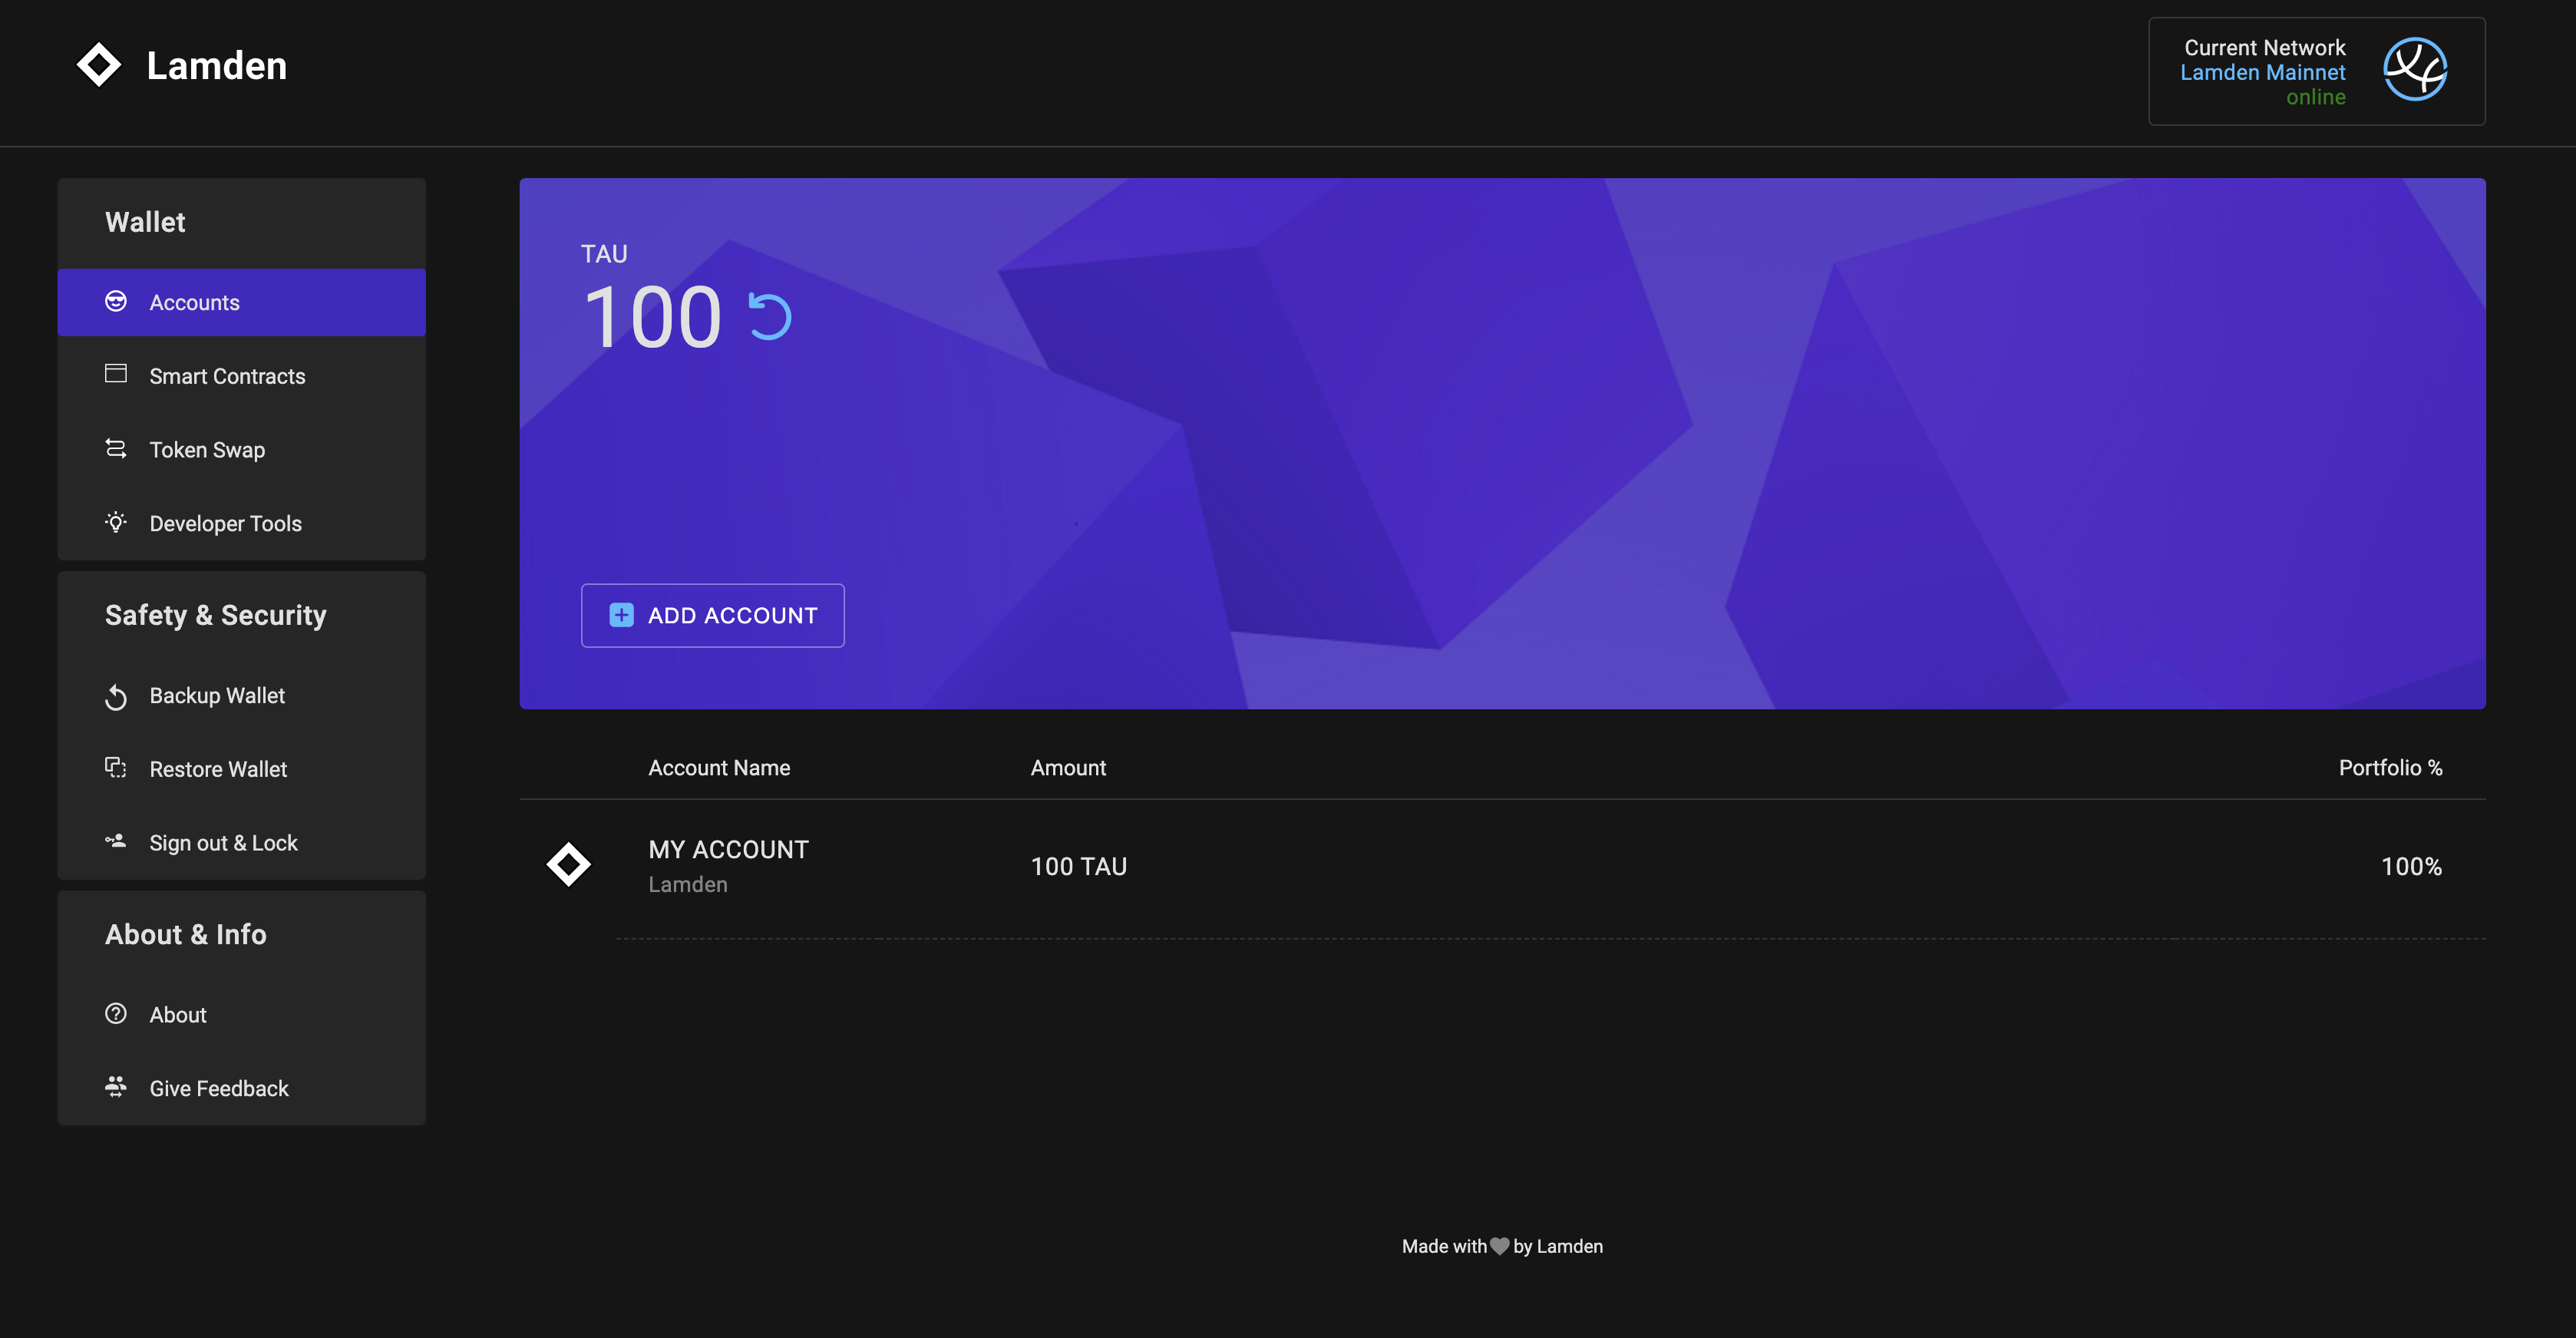 Lamden
Current Network
Lamden Mainnet
online
Wallet
Accounts
Smart Contracts
Token Swap
Developer Tools
Safety & Security
Backup Wallet
Restore Wallet
Sign out & Lock
About & Info
About
Give Feedback
TAU
100
ADD ACCOUNT
Account Name Amount Portfolio %
MY ACCOUNT 100 TAU 100%
Lamden
Made with by Lamden